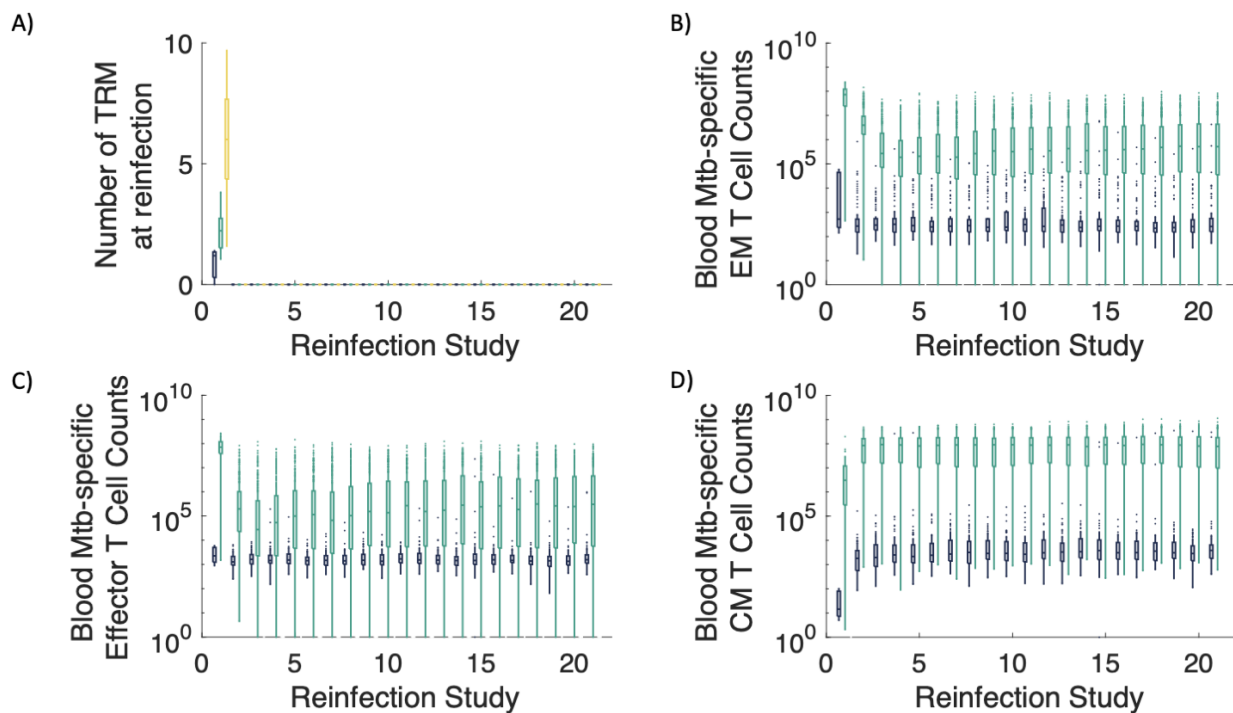 A)
Number of TRM
at reinfection
10
5
0
0 5 10 15 20
Reinfection Study
B)
Blood Mtb-specific
EM T Cell Counts
10^10
10^5
10^0
0 5 10 15 20
Reinfection Study
C)
Blood Mtb-specific
Effector T Cell Counts
10^10
10^5
10^0
0 5 10 15 20
Reinfection Study
D)
Blood Mtb-specific
CM T Cell Counts
10^10
10^5
10^0
0 5 10 15 20
Reinfection Study